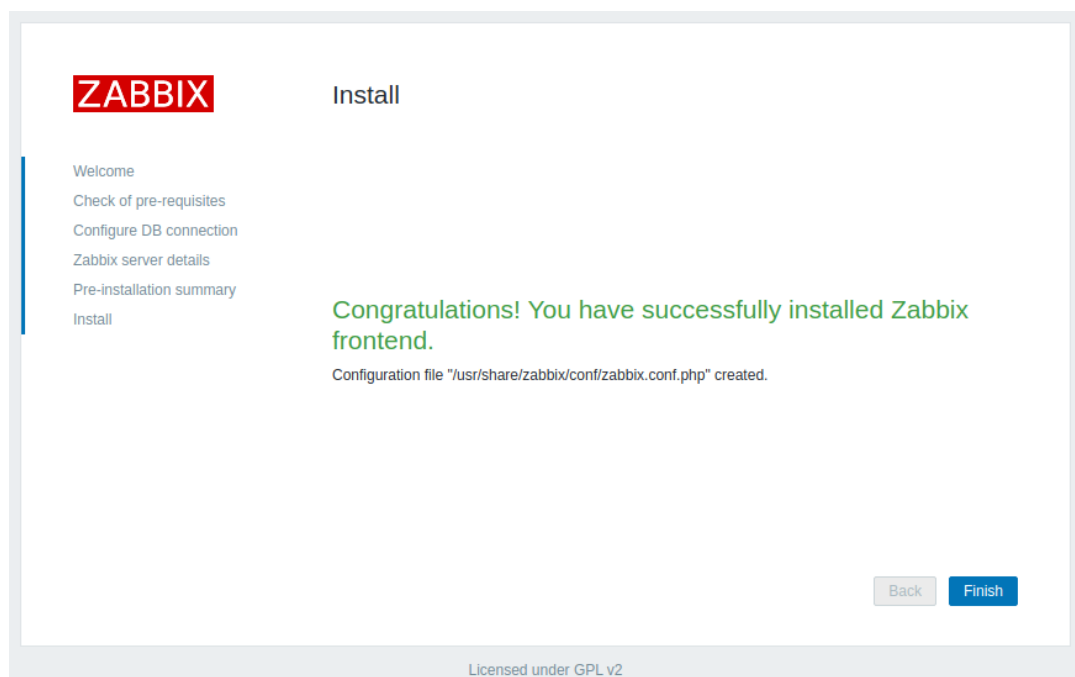 ZABBIX
Install
Welcome
Check of pre-requisites
Configure DB connection
Zabbix server details
Pre-installation summary
Install
Congratulations! You have successfully installed Zabbix
frontend.
Configuration file "/usr/share/zabbix/conf/zabbix.conf.php" created.
Back
Finish
Licensed under GPL v2